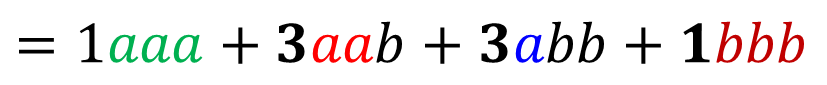 = 1aaa + 3aab + 3abb + 1bbb